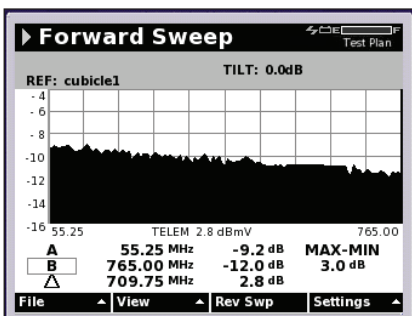 Forward Sweep
E F
Test Plan
REF: cubicle1
TILT: 0.0dB
- 4
- 6
- 8
-10
-12
-14
-16
55.25 TELEM 2.8 dBmV 765.00
A 55.25 MHz -9.2 dB MAX-MIN
B 765.00 MHz -12.0 dB 3.0 dB
△ 709.75 MHz 2.8 dB
File View Rev Swp Settings